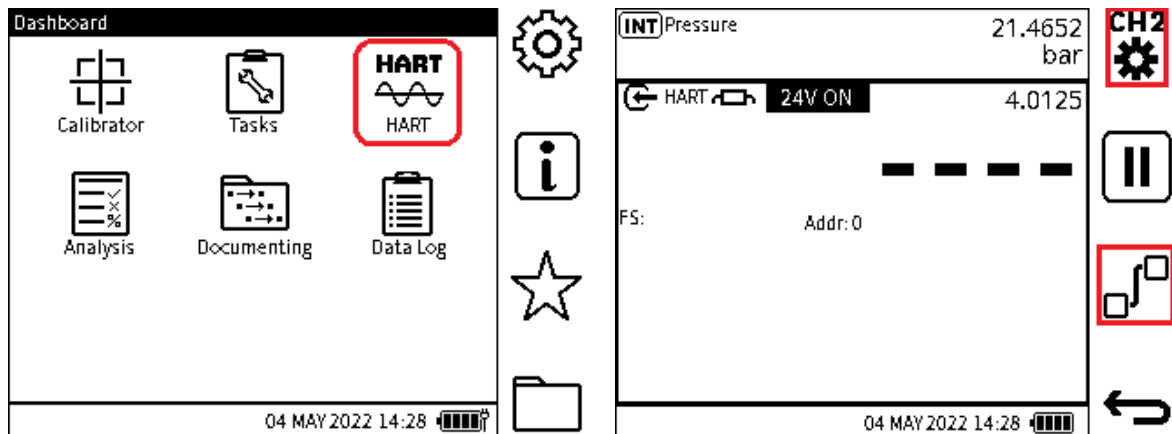 Dashboard
HART
Calibrator
Tasks
HART
Analysis
Documenting
Data Log
04 MAY 2022 14:28
INT Pressure
21.4652
bar
HART 24V ON 4.0125
– – – –
FS: Addr: 0
04 MAY 2022 14:28
CH2